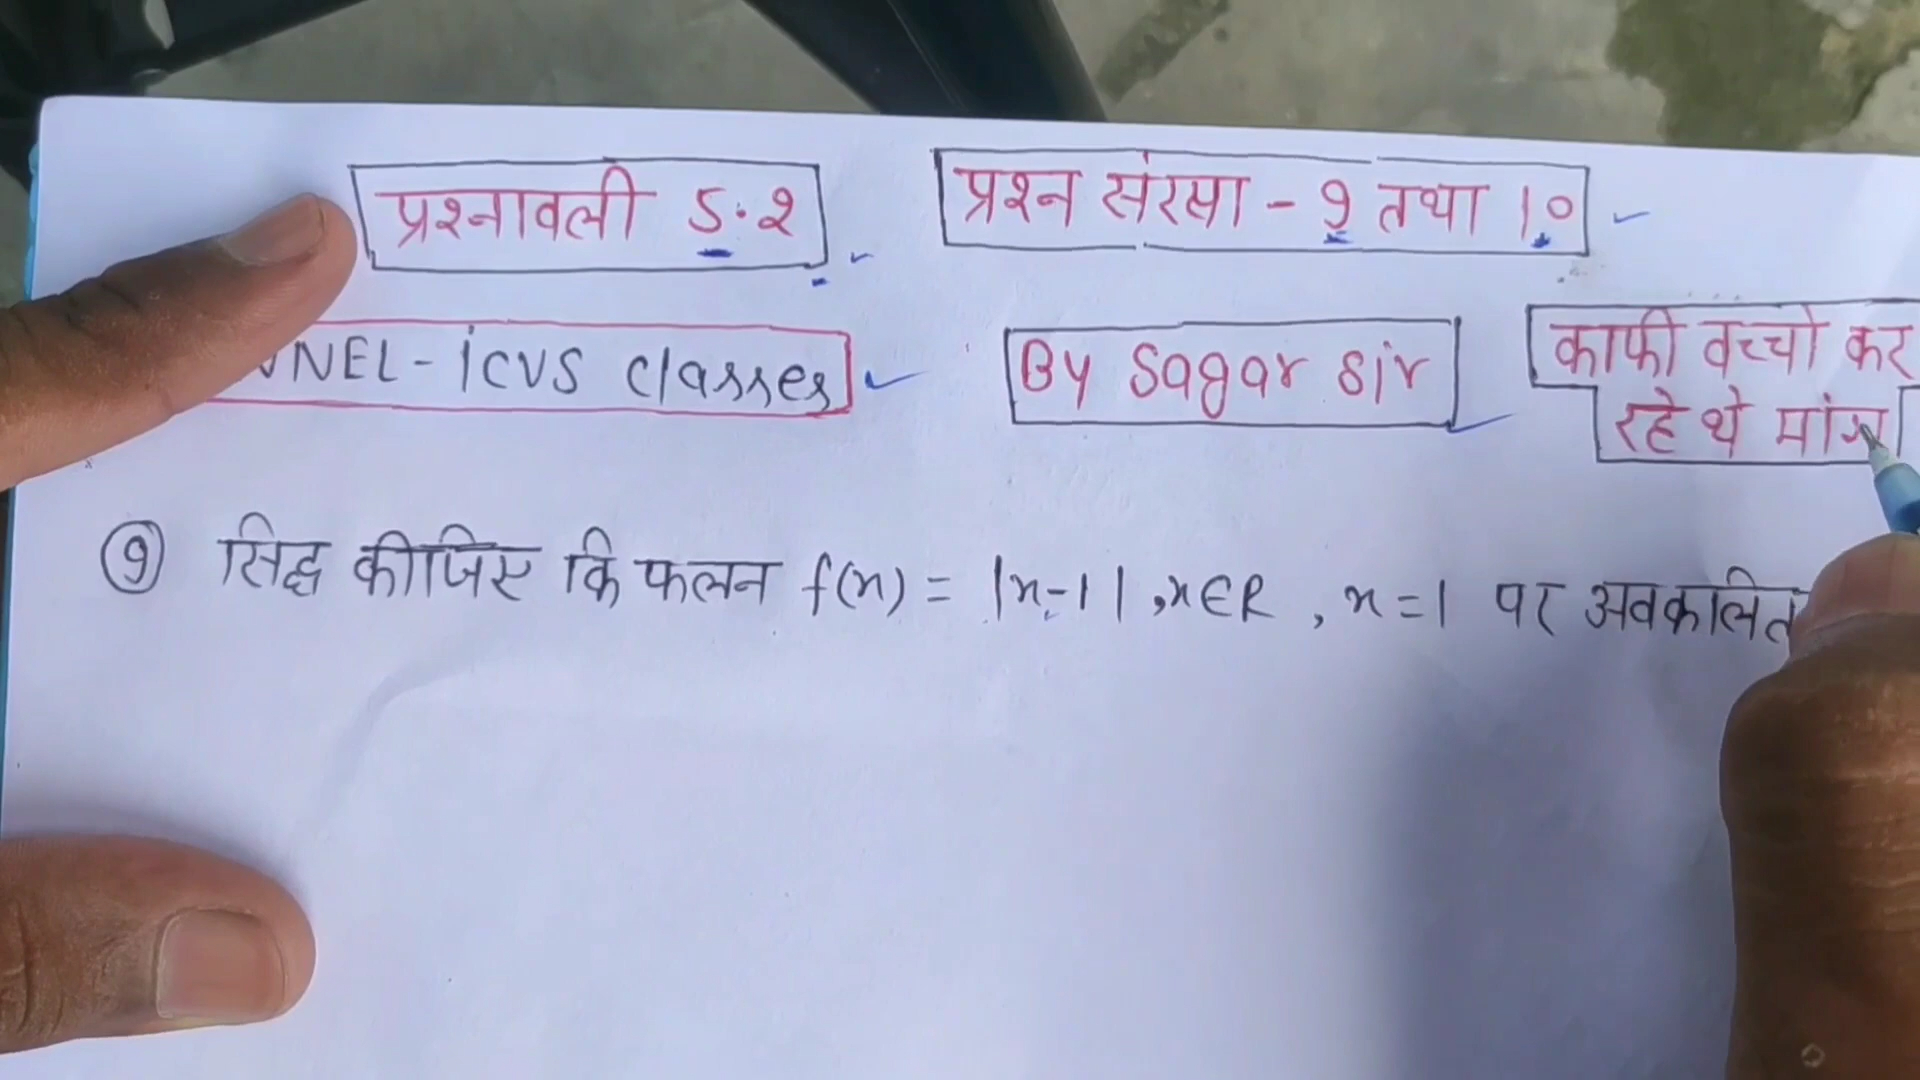 प्रश्नावली 5.2
प्रश्न संख्या - 9 तथा 10
NEL - iCVS Classes
By Sagar Sir
काफी बच्चो कर
रहे थे मांग
⑨ सिद्ध कीजिए कि फलन f(x) = |x-1| , x∈R , x=1 पर अवकलित